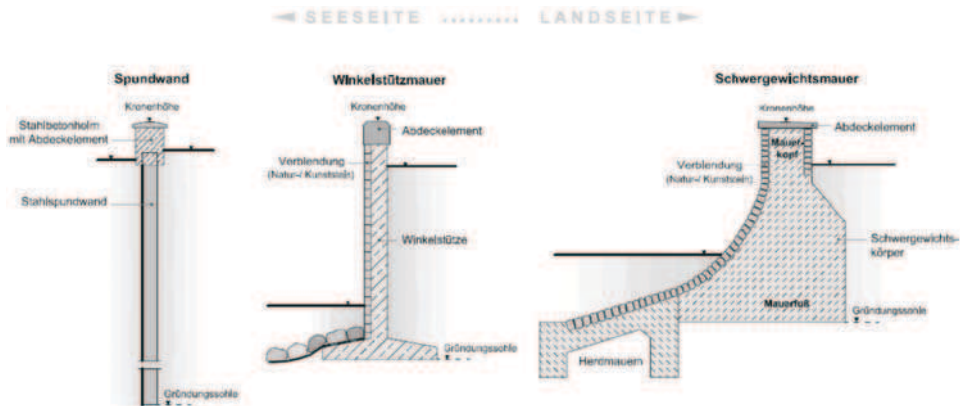 SEESEITE ......... LANDSEITE
Spundwand
Kronenhöhe
Stahlbetonholm
mit Abdeckelement
Stahlspundwand
Gründungssohle
Winkelstützmauer
Kronenhöhe
Abdeckelement
Verblendung
(Natur-/ Kunststein)
Winkelstütze
Gründungssohle
Schwergewichtsmauer
Kronenhöhe
Abdeckelement
Mauer-
kopf
Verblendung
(Natur-/ Kunststein)
Schwergewichts-
körper
Mauerfuß
Gründungssohle
Herdmauern